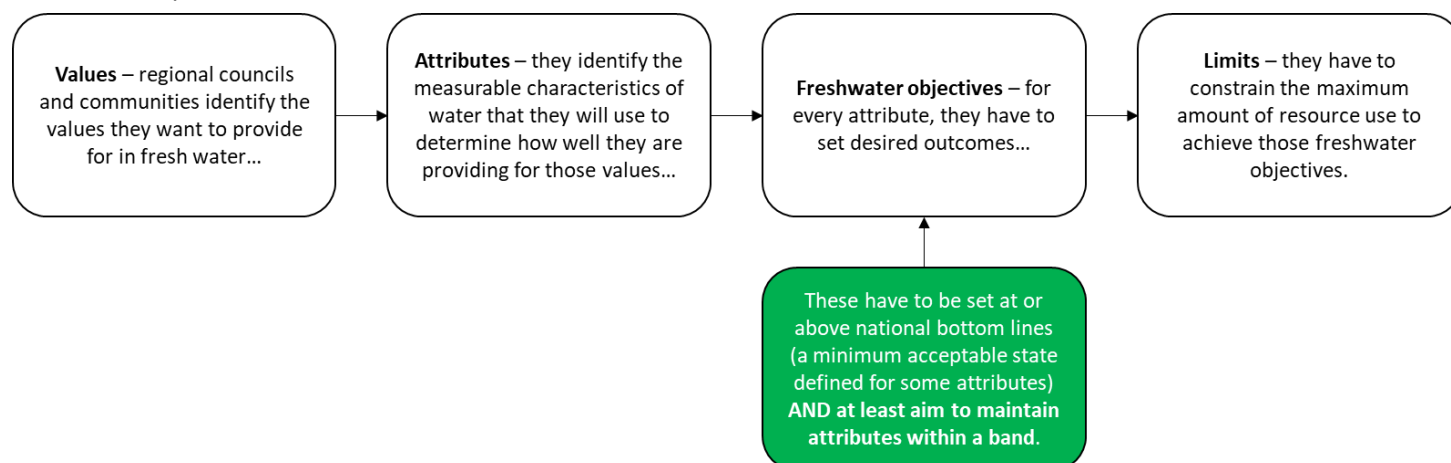 Values – regional councils
and communities identify the
values they want to provide
for in fresh water…
Attributes – they identify the
measurable characteristics of
water that they will use to
determine how well they are
providing for those values…
Freshwater objectives – for
every attribute, they have to
set desired outcomes…
Limits – they have to
constrain the maximum
amount of resource use to
achieve those freshwater
objectives.
These have to be set at or
above national bottom lines
(a minimum acceptable state
defined for some attributes)
AND at least aim to maintain
attributes within a band.